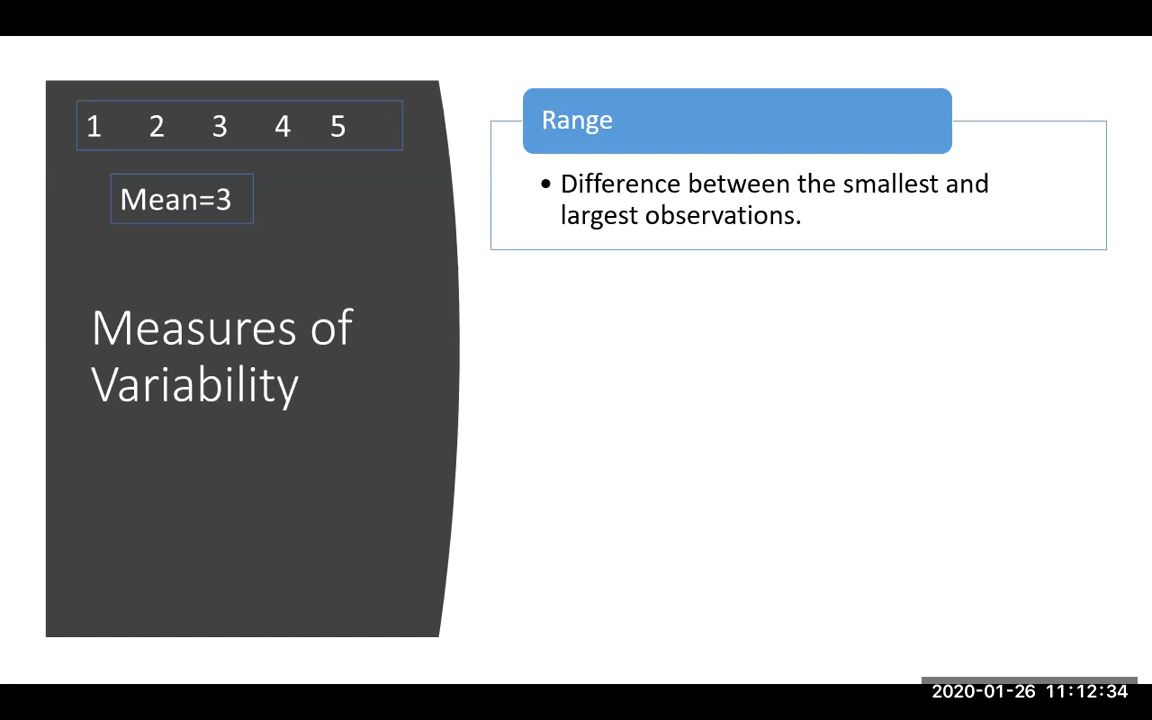 1 2 3 4 5
Mean=3
Measures of
Variability
Range
• Difference between the smallest and
largest observations.
2020-01-26 11:12:34